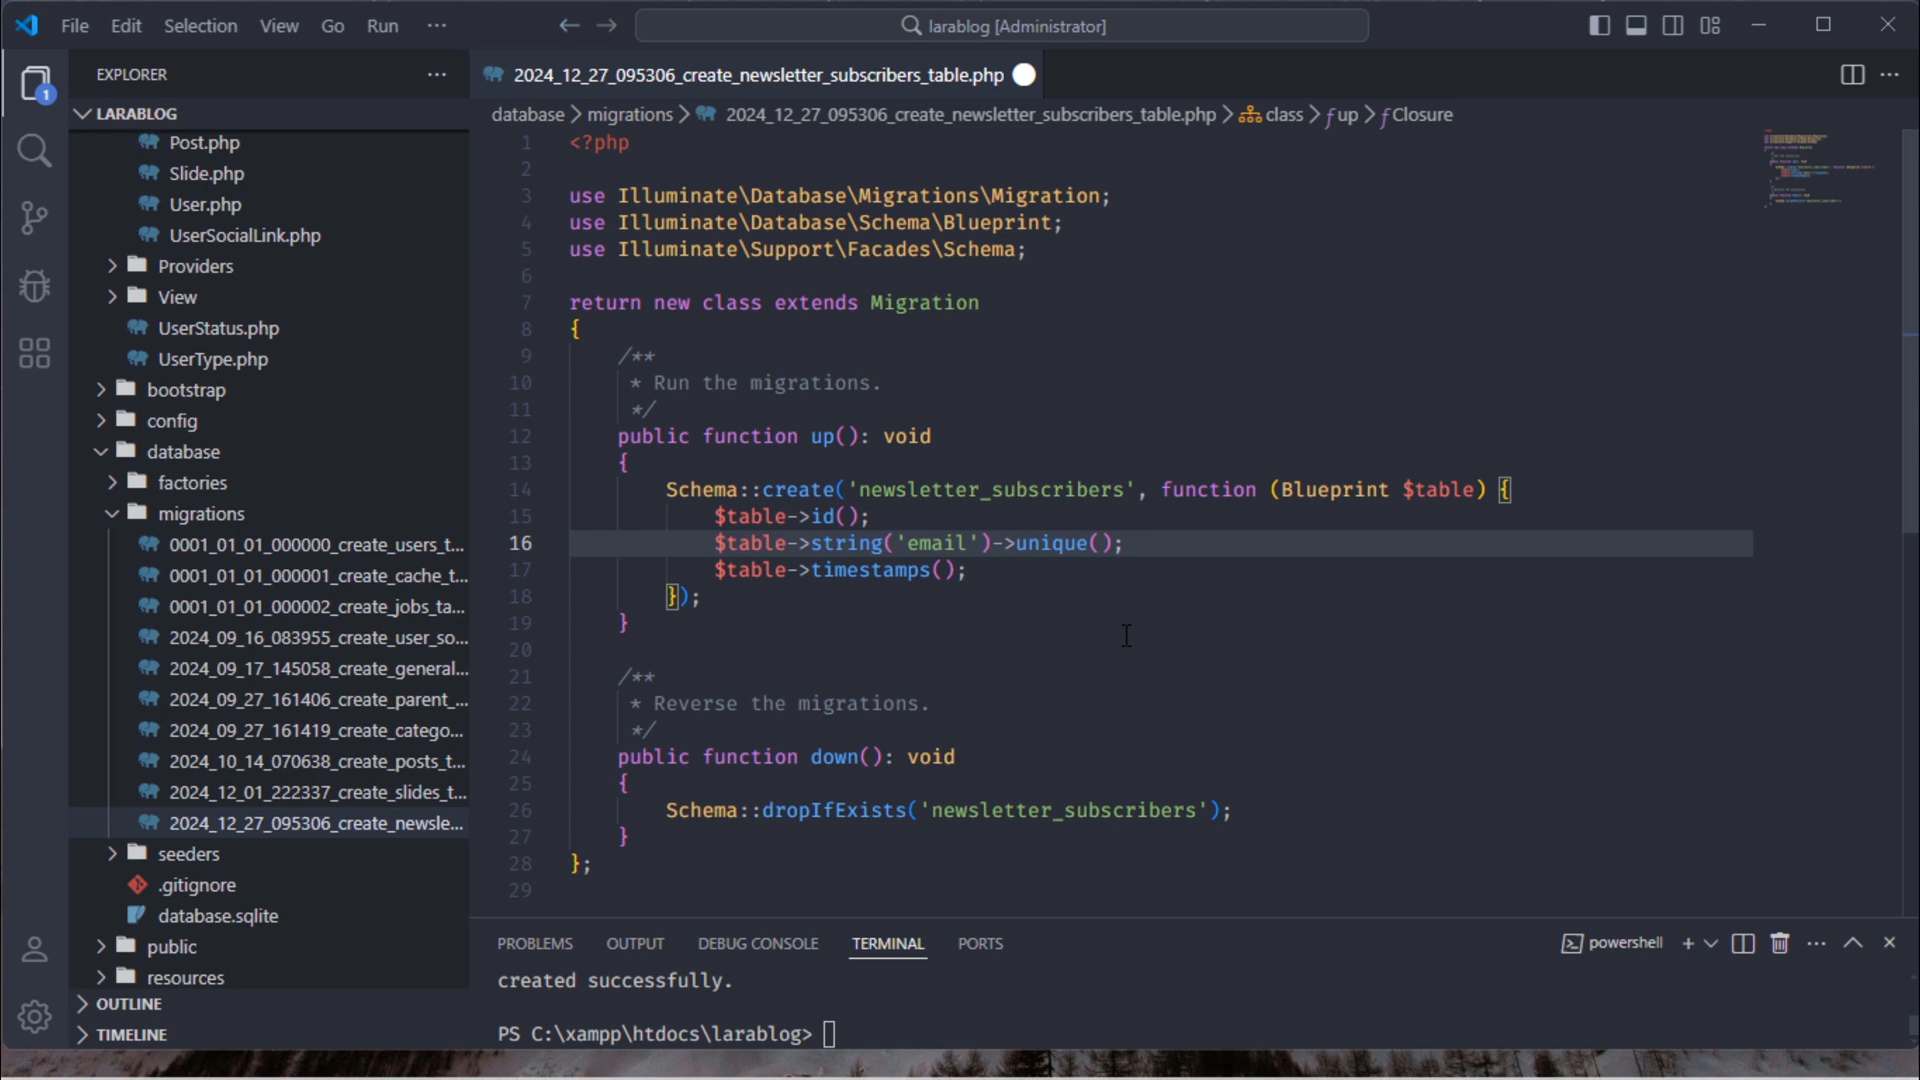 File Edit Selection View Go Run ···
larablog [Administrator]
EXPLORER
···
1
LARABLOG
Post.php
Slide.php
User.php
UserSocialLink.php
Providers
View
UserStatus.php
UserType.php
bootstrap
config
database
factories
migrations
0001_01_01_000000_create_users_t...
0001_01_01_000001_create_cache_t...
0001_01_01_000002_create_jobs_ta...
2024_09_16_083955_create_user_so...
2024_09_17_145058_create_general...
2024_09_27_161406_create_parent_...
2024_09_27_161419_create_catego...
2024_10_14_070638_create_posts_t...
2024_12_01_222337_create_slides_t...
2024_12_27_095306_create_newsle...
seeders
.gitignore
database.sqlite
public
resources
OUTLINE
TIMELINE
2024_12_27_095306_create_newsletter_subscribers_table.php
database > migrations > 2024_12_27_095306_create_newsletter_subscribers_table.php > class > up > Closure
1 <?php
2
3 use Illuminate\Database\Migrations\Migration;
4 use Illuminate\Database\Schema\Blueprint;
5 use Illuminate\Support\Facades\Schema;
6
7 return new class extends Migration
8 {
9 /**
10 * Run the migrations.
11 */
12 public function up(): void
13 {
14 Schema::create('newsletter_subscribers', function (Blueprint $table) {
15 $table->id();
16 $table->string('email')->unique();
17 $table->timestamps();
18 });
19 }
20
21 /**
22 * Reverse the migrations.
23 */
24 public function down(): void
25 {
26 Schema::dropIfExists('newsletter_subscribers');
27 }
28 };
29
PROBLEMS OUTPUT DEBUG CONSOLE TERMINAL PORTS
powershell
created successfully.
PS C:\xampp\htdocs\larablog>